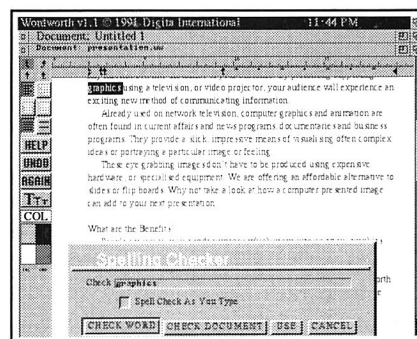 Wordworth v1.1 © 1991 Digita International 11:44 PM
Document: Untitled 1
Document: presentation.uw
graphics using a television, or video projector, your audience will experience an
exciting new method of communicating information.
Already used on network television, computer graphics and animation are
often found in current affairs and news programs, documentaries and business
programs. They provide a slick, impressive means of visualising often complex
ideas or portraying a particular image or feeling.
These eye grabbing images don't have to be produced using expensive
hardware, or specialised equipment. We are offering an affordable alternative to
slides or flip boards. Why not take a look at how a computer presented image
can add to your next presentation.
HELP
UNDO
AGAIN
COL
What are the Benefits
Spelling Checker
Check graphics
Spell Check As You Type
CHECK WORD CHECK DOCUMENT USE CANCEL